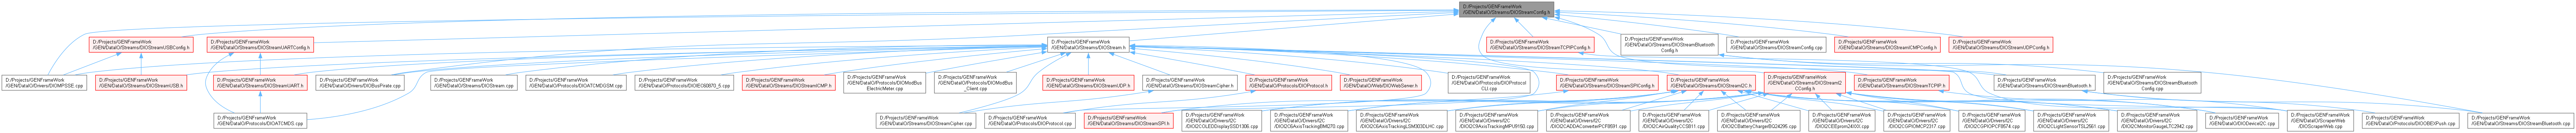 D:/Projects/GENFrameWork
/GEN/DataIO/Streams/DIOStreamConfig.h
D:/Projects/GENFrameWork
/GEN/DataIO/Streams/DIOStreamUSBConfig.h
D:/Projects/GENFrameWork
/GEN/DataIO/Streams/DIOStreamUARTConfig.h
D:/Projects/GENFrameWork
/GEN/DataIO/Streams/DIOStream.h
D:/Projects/GENFrameWork
/GEN/DataIO/Streams/DIOStreamTCPIPConfig.h
D:/Projects/GENFrameWork
/GEN/DataIO/Streams/DIOStreamBluetooth
Config.h
D:/Projects/GENFrameWork
/GEN/DataIO/Streams/DIOStreamConfig.cpp
D:/Projects/GENFrameWork
/GEN/DataIO/Streams/DIOStreamICMPConfig.h
D:/Projects/GENFrameWork
/GEN/DataIO/Streams/DIOStreamUDPConfig.h
D:/Projects/GENFrameWork
/GEN/DataIO/Drivers/DIOMPSSE.cpp
D:/Projects/GENFrameWork
/GEN/DataIO/Streams/DIOStreamUSB.h
D:/Projects/GENFrameWork
/GEN/DataIO/Streams/DIOStreamUART.h
D:/Projects/GENFrameWork
/GEN/DataIO/Drivers/DIOBusPirate.cpp
D:/Projects/GENFrameWork
/GEN/DataIO/Streams/DIOStream.cpp
D:/Projects/GENFrameWork
/GEN/DataIO/Protocols/DIOATCMDGSM.cpp
D:/Projects/GENFrameWork
/GEN/DataIO/Protocols/DIOIEC60870_5.cpp
D:/Projects/GENFrameWork
/GEN/DataIO/Streams/DIOStreamICMP.h
D:/Projects/GENFrameWork
/GEN/DataIO/Protocols/DIOModBus
ElectricMeter.cpp
D:/Projects/GENFrameWork
/GEN/DataIO/Protocols/DIOModBus
_Client.cpp
D:/Projects/GENFrameWork
/GEN/DataIO/Streams/DIOStreamUDP.h
D:/Projects/GENFrameWork
/GEN/DataIO/Streams/DIOStreamCipher.h
D:/Projects/GENFrameWork
/GEN/DataIO/Protocols/DIOProtocol.h
D:/Projects/GENFrameWork
/GEN/DataIO/Web/DIOWebServer.h
D:/Projects/GENFrameWork
/GEN/DataIO/Protocols/DIOProtocol
CLI.cpp
D:/Projects/GENFrameWork
/GEN/DataIO/Streams/DIOStreamSPIConfig.h
D:/Projects/GENFrameWork
/GEN/DataIO/Streams/DIOStreamI2C.h
D:/Projects/GENFrameWork
/GEN/DataIO/Streams/DIOStreamI2
CConfig.h
D:/Projects/GENFrameWork
/GEN/DataIO/Streams/DIOStreamTCPIP.h
D:/Projects/GENFrameWork
/GEN/DataIO/Streams/DIOStreamBluetooth.h
D:/Projects/GENFrameWork
/GEN/DataIO/Streams/DIOStreamBluetooth
Config.cpp
D:/Projects/GENFrameWork
/GEN/DataIO/Protocols/DIOATCMDS.cpp
D:/Projects/GENFrameWork
/GEN/DataIO/Streams/DIOStreamCipher.cpp
D:/Projects/GENFrameWork
/GEN/DataIO/Protocols/DIOProtocol.cpp
D:/Projects/GENFrameWork
/GEN/DataIO/Streams/DIOStreamSPI.h
D:/Projects/GENFrameWork
/GEN/DataIO/Drivers/I2C
/DIOI2COLEDDisplaySSD1306.cpp
D:/Projects/GENFrameWork
/GEN/DataIO/Drivers/I2C
/DIOI2C6AxisTrackingBMI270.cpp
D:/Projects/GENFrameWork
/GEN/DataIO/Drivers/I2C
/DIOI2C6AxisTrackingLSM303DLHC.cpp
D:/Projects/GENFrameWork
/GEN/DataIO/Drivers/I2C
/DIOI2C9AxisTrackingMPU9150.cpp
D:/Projects/GENFrameWork
/GEN/DataIO/Drivers/I2C
/DIOI2CADDAConverterPCF8591.cpp
D:/Projects/GENFrameWork
/GEN/DataIO/Drivers/I2C
/DIOI2CAirQualityCCS811.cpp
D:/Projects/GENFrameWork
/GEN/DataIO/Drivers/I2C
/DIOI2CBatteryChargerBQ24295.cpp
D:/Projects/GENFrameWork
/GEN/DataIO/Drivers/I2C
/DIOI2CEEprom24XXX.cpp
D:/Projects/GENFrameWork
/GEN/DataIO/Drivers/I2C
/DIOI2CGPIOMCP2317.cpp
D:/Projects/GENFrameWork
/GEN/DataIO/Drivers/I2C
/DIOI2CGPIOPCF8574.cpp
D:/Projects/GENFrameWork
/GEN/DataIO/Drivers/I2C
/DIOI2CLightSensorTSL2561.cpp
D:/Projects/GENFrameWork
/GEN/DataIO/Drivers/I2C
/DIOI2CMonitorGaugeLTC2942.cpp
D:/Projects/GENFrameWork
/GEN/DataIO/Drivers/DIODeviceI2C.cpp
D:/Projects/GENFrameWork
/GEN/DataIO/ScraperWeb
/DIOScraperWeb.cpp
D:/Projects/GENFrameWork
/GEN/DataIO/Protocols/DIOOBEXPush.cpp
D:/Projects/GENFrameWork
/GEN/DataIO/Streams/DIOStreamBluetooth.cpp